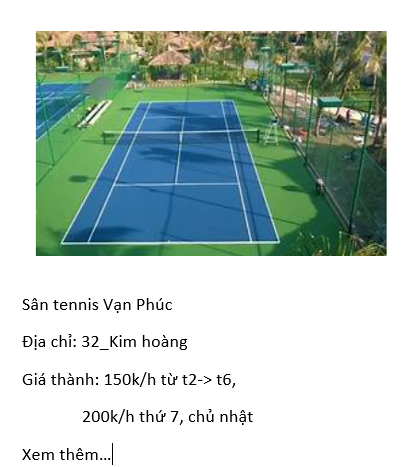 Sân tennis Vạn Phúc
Địa chỉ: 32_Kim hoàng
Giá thành: 150k/h từ t2-> t6,
200k/h thứ 7, chủ nhật
Xem thêm...